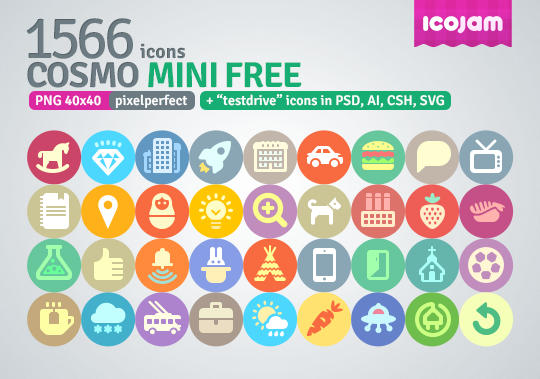 1566 icons
icojam
COSMO MINI FREE
PNG 40x40 pixelperfect + "testdrive" icons in PSD, AI, CSH, SVG